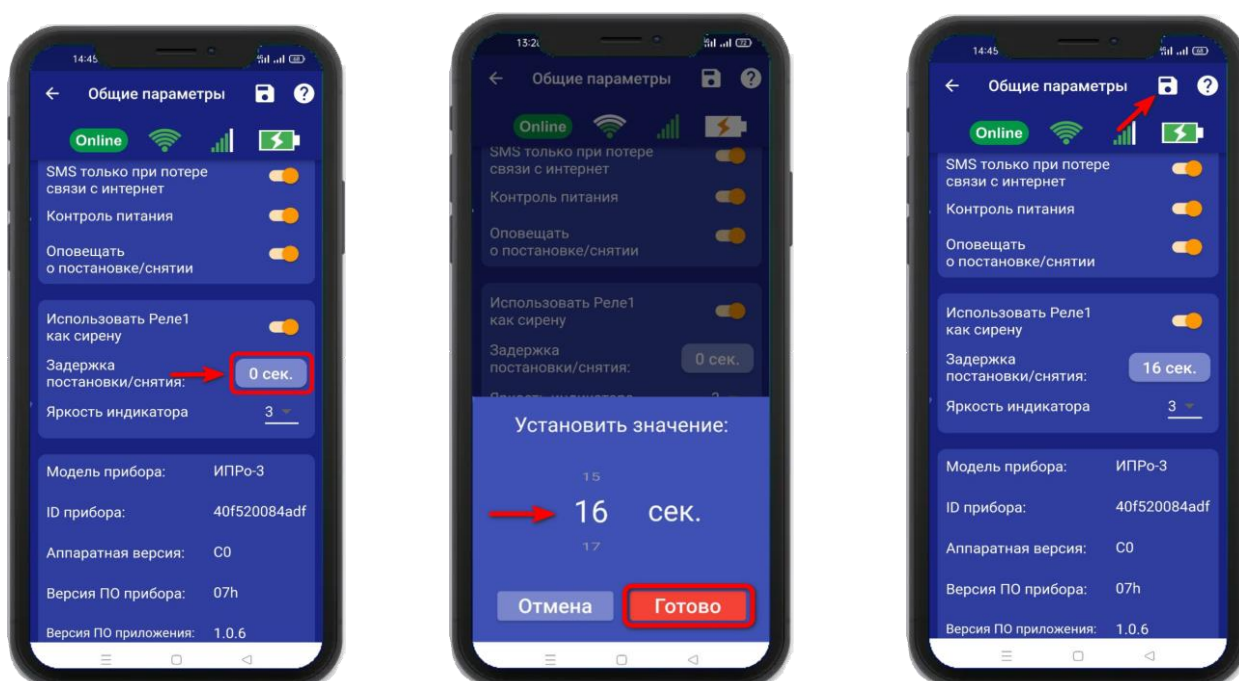 14:45
Общие параметры
Online
SMS только при потере
связи с интернет
Контроль питания
Оповещать
о постановке/снятии
Использовать Реле1
как сирену
Задержка
постановки/снятия:
0 сек.
Яркость индикатора
3
Модель прибора:
ИПРо-3
ID прибора:
40f520084adf
Аппаратная версия:
C0
Версия ПО прибора:
07h
Версия ПО приложения:
1.0.6
Общие параметры
Online
SMS только при потере
связи с интернет
Контроль питания
Оповещать
о постановке/снятии
Использовать Реле1
как сирену
Задержка
постановки/снятия:
0 сек.
Установить значение:
15
16 сек.
17
Отмена
Готово
14:45
Общие параметры
Online
SMS только при потере
связи с интернет
Контроль питания
Оповещать
о постановке/снятии
Использовать Реле1
как сирену
Задержка
постановки/снятия:
16 сек.
Яркость индикатора
3
Модель прибора:
ИПРо-3
ID прибора:
40f520084adf
Аппаратная версия:
C0
Версия ПО прибора:
07h
Версия ПО приложения:
1.0.6